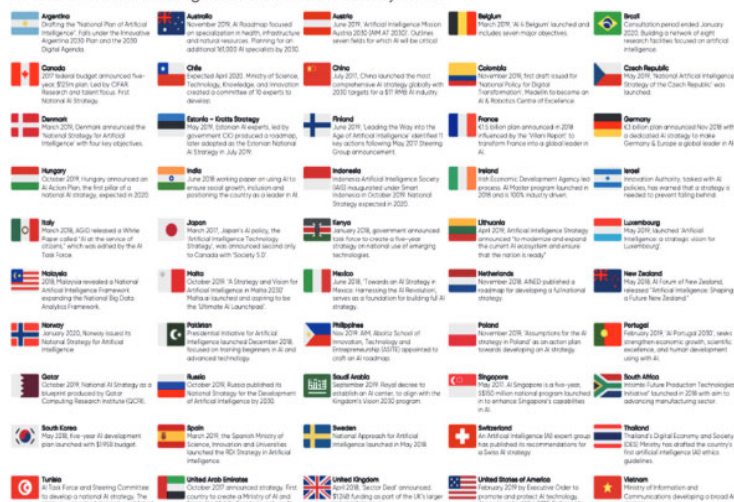 Argentina
Drafting the "National Plan of Artificial
Intelligence". Falls under the Innovative
Argentina 2030 Plan and the 2030
Digital Agenda
Australia
November 2019, AI Roadmap focused
on specialization in health, infrastructure
and natural resources. Planning for an
additional 161,000 AI specialists by 2030.
Austria
June 2019, "Artificial Intelligence Mission
Austria 2030 (AIM AT 2030)". Outlines
seven fields for which AI will be critical
Belgium
March 2019, 'AI 4 Belgium' launched and
includes seven major objectives.
Brazil
Consultation period ended January
2020. Building a network of eight
research facilities focused on artificial
intelligence.
Canada
2017 federal budget announced five-
year, $125m plan. Led by CIFAR
Research and talent focus. First
National AI Strategy.
Chile
Expected April 2020, Ministry of Science,
Technology, Knowledge, and Innovation
created a committee of 10 experts to
develop.
China
July 2017, China launched the most
comprehensive AI strategy globally with
2030 targets for a $1T RMB AI industry.
Colombia
November 2019, first draft issued for
'National Policy for Digital
Transformation'. Medellin to become an
AI & Robotics Centre of Excellence
Czech Republic
May 2019, 'National Artificial Intelligence
Strategy of the Czech Republic' was
launched.
Denmark
March 2019, Denmark announced the
'National Strategy for Artificial
Intelligence' with four key objectives.
Estonia - Kratts Strategy
May 2019, Estonian AI experts, led by
government CIO produced a roadmap,
later adopted as the Estonian National
AI Strategy in July 2019.
Finland
June 2019, 'Leading the Way into the
Age of Artificial Intelligence' identified 11
key actions following May 2017 Steering
Group announcement.
France
€1.5 billion plan announced in 2018
influenced by the 'Villani Report' to
transform France into a global leader in
AI.
Germany
€3 billion plan announced Nov 2018 with
a dedicated AI strategy to make
Germany & Europe a global leader in AI
Hungary
October 2019, Hungary announced an
AI Action Plan, the first pillar of a
national AI strategy, expected in 2020.
India
June 2018 working paper on using AI to
ensure social growth, inclusion and
positioning the country as a leader in AI.
Indonesia
Indonesia Artificial Intelligence Society
(IAIS) inaugurated under Smart
Indonesia in October 2019. National
Strategy expected in 2020.
Ireland
Irish Economic Development Agency led
process. AI Master program launched in
2018 and is 100% industry driven.
Israel
Innovation Authority, tasked with AI
policies, has warned that a strategy is
needed to prevent falling behind.
Italy
March 2018, AGID released a White
Paper called "AI at the service of
citizens," which was edited by the AI
Task Force.
Japan
March 2017, Japan's AI policy, the
'Artificial Intelligence Technology
Strategy', was announced second only
to Canada with 'Society 5.0'.
Kenya
January 2018, government announced
task force to create a five-year
strategy on national use of emerging
technologies.
Lithuania
April 2019, Artificial Intelligence Strategy
announced "to modernize and expand
the current AI ecosystem and ensure
that the nation is ready"
Luxembourg
May 2019, launched 'Artificial
Intelligence: a strategic vision for
Luxembourg'.
Malaysia
2018, Malaysia revealed a National
Artificial Intelligence Framework
expanding the National Big Data
Analytics Framework.
Malta
October 2019 'A Strategy and Vision for
Artificial Intelligence in Malta 2030'
Malta.ai launched and aspiring to be
the 'Ultimate AI Launchpad'.
Mexico
June 2018, 'Towards an AI Strategy in
Mexico: Harnessing the AI Revolution',
serves as a foundation for building full AI
strategy.
Netherlands
November 2018, AINED published a
roadmap for developing a full national
strategy.
New Zealand
May 2018, AI Forum of New Zealand,
released "Artificial Intelligence: Shaping
a Future New Zealand".
Norway
January 2020, Norway issued its
National Strategy for Artificial
Intelligence
Pakistan
Presidential Initiative for Artificial
Intelligence launched December 2018,
focused on training beginners in AI and
advanced technology.
Philippines
Nov 2019 AIM, Aboitiz School of
Innovation, Technology and
Entrepreneurship (ASITE) appointed to
craft an AI roadmap.
Poland
November 2018, 'Assumptions for the AI
strategy in Poland' as an action plan
towards developing an AI strategy.
Portugal
February 2019, 'AI Portugal 2030', seeks
strengthen economic growth, scientific
excellence, and human development
using with AI.
Qatar
October 2019, National AI Strategy as a
blueprint produced by Qatar
Computing Research Institute (QCRI).
Russia
October 2019, Russia published its
National Strategy for the Development
of Artificial Intelligence by 2030.
Saudi Arabia
September 2019, Royal decree to
establish an AI center, to align with the
Kingdom's Vision 2030 program.
Singapore
May 2017, AI Singapore is a five-year,
S$150 million national program launched
in to enhance Singapore's capabilities
in AI.
South Africa
Intsimbi Future Production Technologies
Initiative' launched in 2018 with aim to
advancing manufacturing sector.
South Korea
May 2018, five-year AI development
plan launched with $1.95B budget.
Spain
March 2019, the Spanish Ministry of
Science, Innovation and Universities
launched the RDI Strategy in Artificial
Intelligence.
Sweden
National Approach for Artificial
Intelligence launched in May 2018.
Switzerland
An Artificial Intelligence (AI) expert group
has published its recommendations for
a Swiss AI strategy
Thailand
Thailand's Digital Economy and Society
(DES) Ministry has drafted the country's
first artificial intelligence (AI) ethics
guidelines.
Tunisia
AI Task Force and Steering Committee
to develop a national AI strategy. The
United Arab Emirates
October 2017 announced strategy. First
country to create a Ministry of AI and
United Kingdom
April 2018, 'Sector Deal' announced.
$1.24B funding as part of the UK's larger
United States of America
February 2019 by Executive Order to
promote and protect AI technology.
Vietnam
Ministry of Information and
Communications developing a broad A